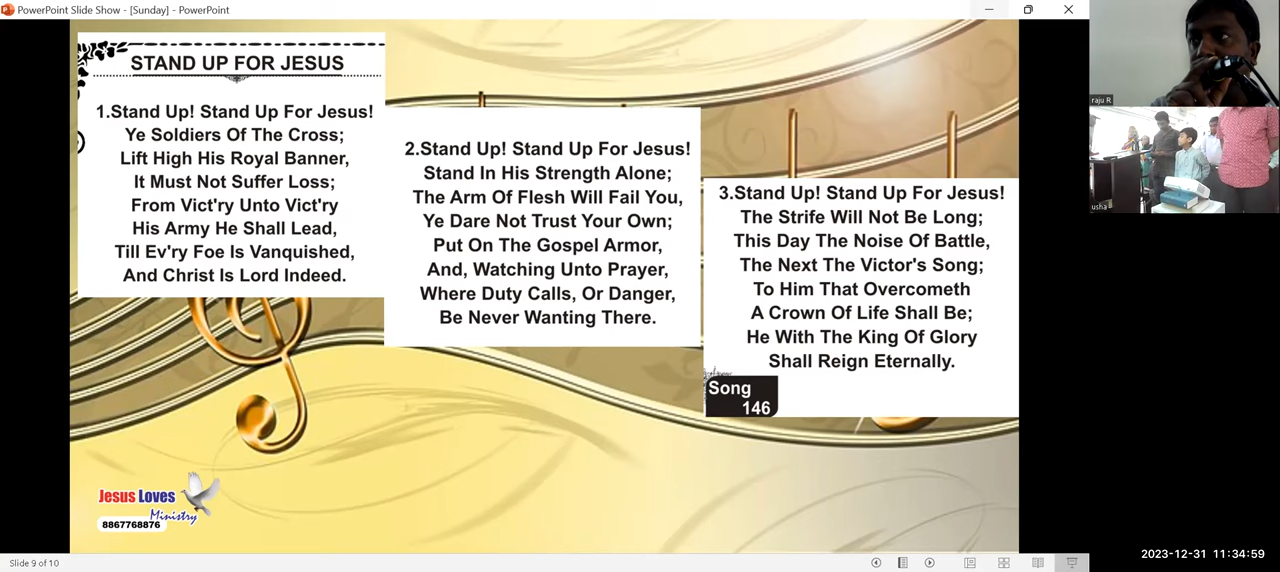 PowerPoint Slide Show - [Sunday] - PowerPoint
STAND UP FOR JESUS
1.Stand Up! Stand Up For Jesus!
Ye Soldiers Of The Cross;
Lift High His Royal Banner,
It Must Not Suffer Loss;
From Vict'ry Unto Vict'ry
His Army He Shall Lead,
Till Ev'ry Foe Is Vanquished,
And Christ Is Lord Indeed.
2.Stand Up! Stand Up For Jesus!
Stand In His Strength Alone;
The Arm Of Flesh Will Fail You,
Ye Dare Not Trust Your Own;
Put On The Gospel Armor,
And, Watching Unto Prayer,
Where Duty Calls, Or Danger,
Be Never Wanting There.
3.Stand Up! Stand Up For Jesus!
The Strife Will Not Be Long;
This Day The Noise Of Battle,
The Next The Victor's Song;
To Him That Overcometh
A Crown Of Life Shall Be;
He With The King Of Glory
Shall Reign Eternally.
Song
146
Jesus Loves
Ministry
8867768876
raju R
usha
Slide 9 of 10
2023-12-31 11:34:59